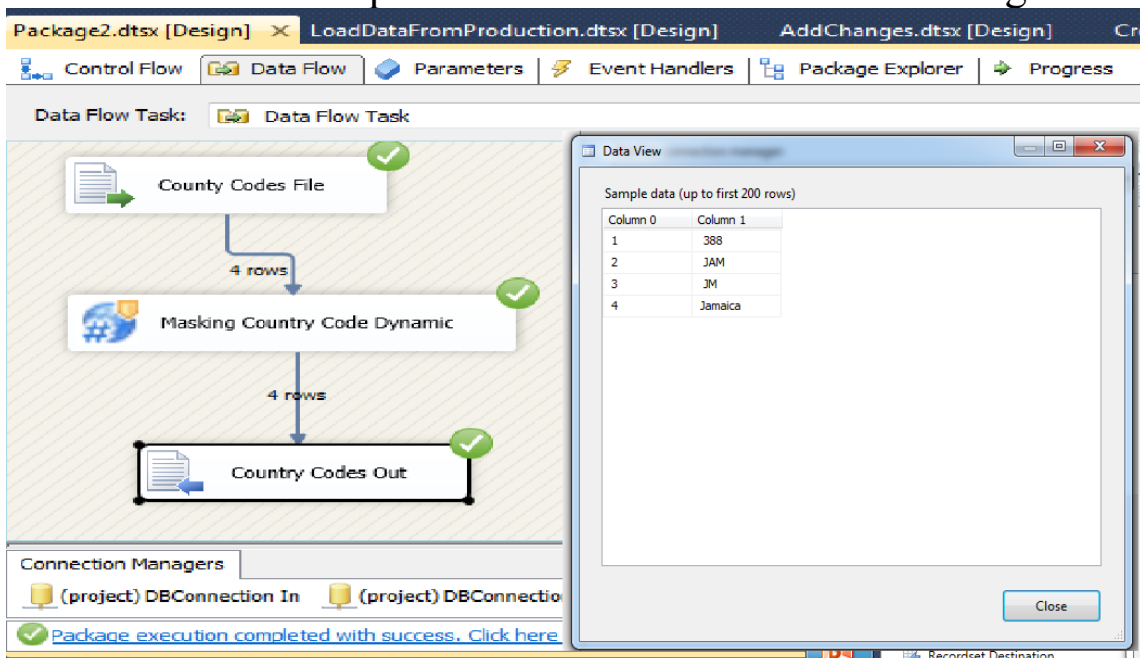 Package2.dtsx [Design] × LoadDataFromProduction.dtsx [Design] AddChanges.dtsx [Design]
Control Flow Data Flow Parameters Event Handlers Package Explorer Progress
Data Flow Task: Data Flow Task
County Codes File
4 rows
Masking Country Code Dynamic
4 rows
Country Codes Out
Data View
Sample data (up to first 200 rows)
Column 0 Column 1
1 388
2 JAM
3 JM
4 Jamaica
Close
Connection Managers
(project) DBConnection In (project) DBConnectio
Package execution completed with success. Click here
Recordset Destination